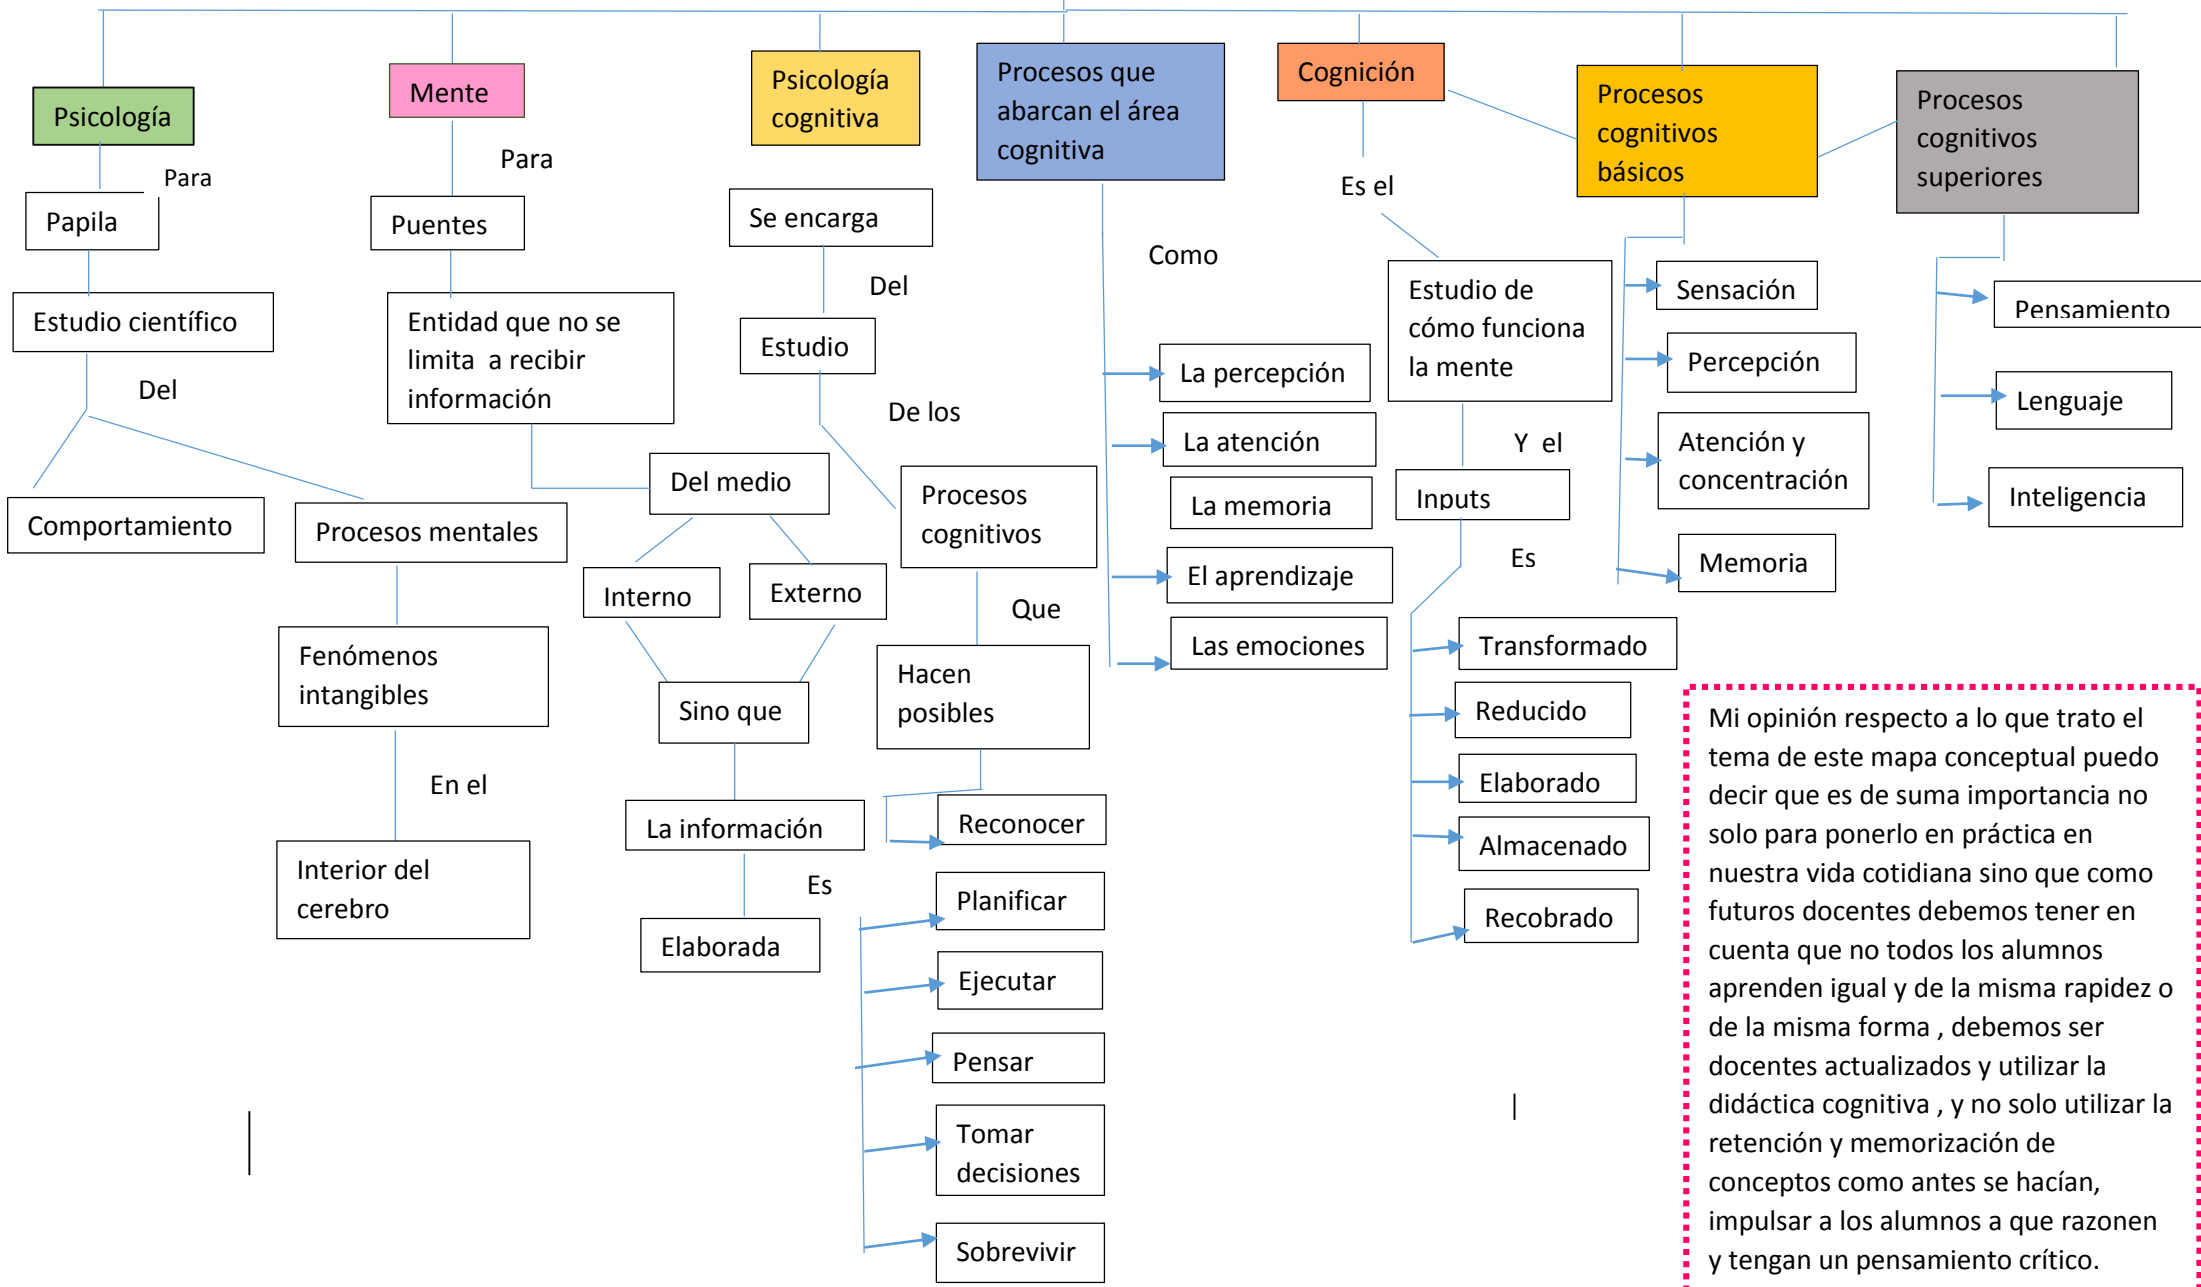 Psicología
Para
Papila
Estudio científico
Del
Comportamiento
Procesos mentales
Fenómenos
intangibles
En el
Interior del
cerebro
Mente
Para
Puentes
Entidad que no se
limita a recibir
información
Del medio
Interno
Externo
Sino que
La información
Es
Elaborada
Psicología
cognitiva
Se encarga
Del
Estudio
De los
Procesos
cognitivos
Que
Hacen
posibles
Reconocer
Planificar
Ejecutar
Pensar
Tomar
decisiones
Sobrevivir
Procesos que
abarcan el área
cognitiva
Como
La percepción
La atención
La memoria
El aprendizaje
Las emociones
Cognición
Es el
Estudio de
cómo funciona
la mente
Y el
Inputs
Es
Transformado
Reducido
Elaborado
Almacenado
Recobrado
Procesos
cognitivos
básicos
Sensación
Percepción
Atención y
concentración
Memoria
Procesos
cognitivos
superiores
Pensamiento
Lenguaje
Inteligencia
Mi opinión respecto a lo que trato el
tema de este mapa conceptual puedo
decir que es de suma importancia no
solo para ponerlo en práctica en
nuestra vida cotidiana sino que como
futuros docentes debemos tener en
cuenta que no todos los alumnos
aprenden igual y de la misma rapidez o
de la misma forma , debemos ser
docentes actualizados y utilizar la
didáctica cognitiva , y no solo utilizar la
retención y memorización de
conceptos como antes se hacían,
impulsar a los alumnos a que razonen
y tengan un pensamiento crítico.